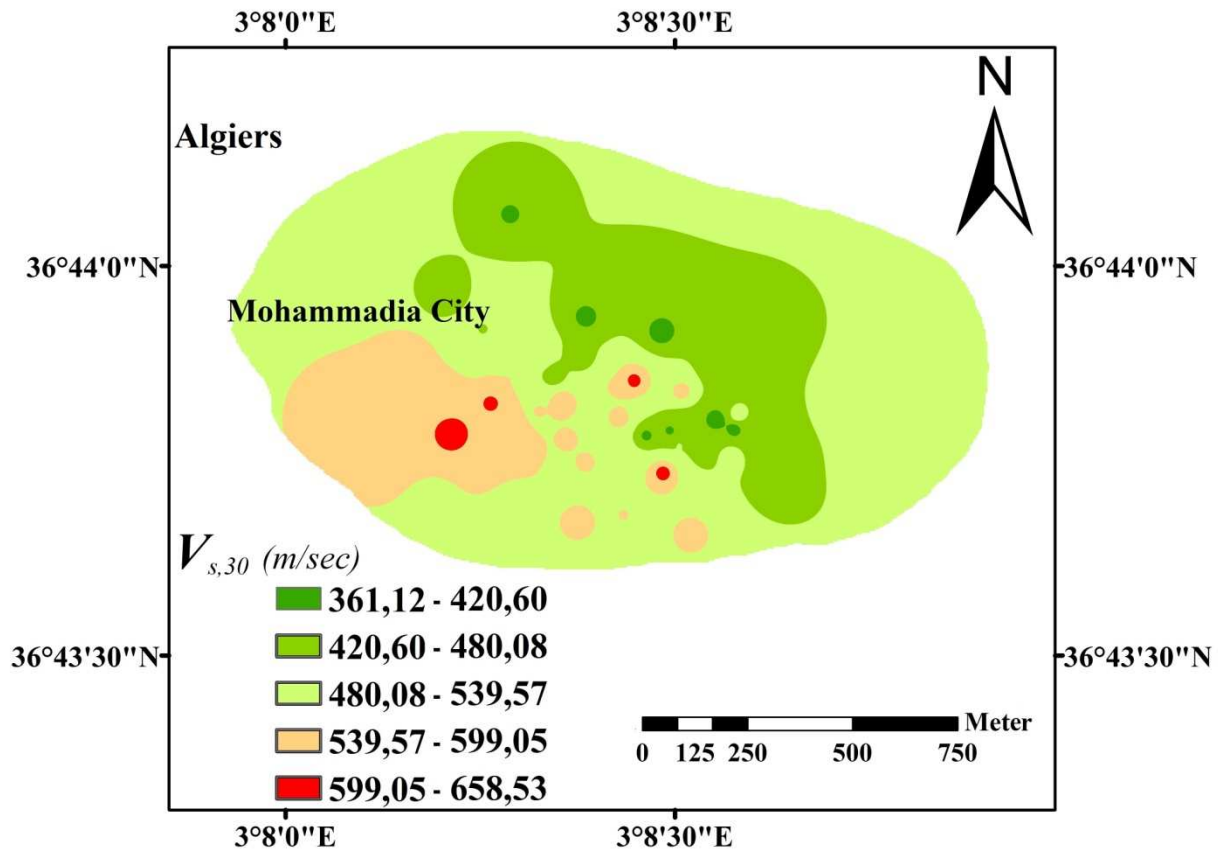 3°8'0"E 3°8'30"E
N
Algiers
36°44'0"N 36°44'0"N
Mohammadia City
V s,30 (m/sec)
361,12 - 420,60
420,60 - 480,08
480,08 - 539,57
539,57 - 599,05
599,05 - 658,53
36°43'30"N 36°43'30"N
Meter
0 125 250 500 750
3°8'0"E 3°8'30"E